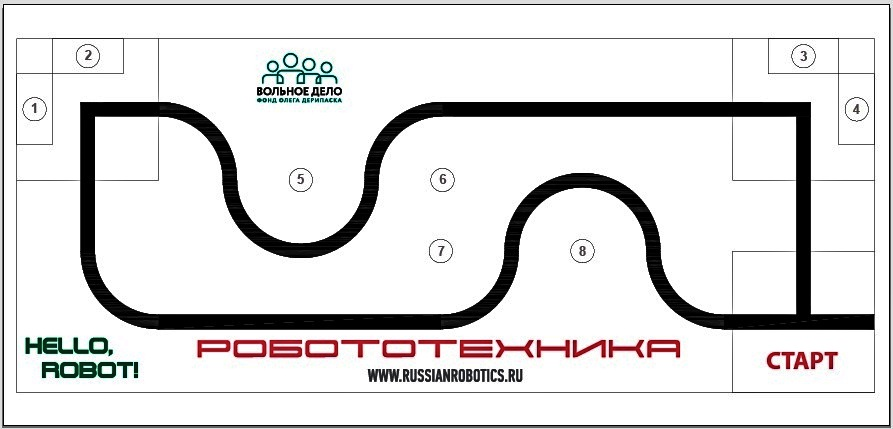 2
3
ВОЛЬНОЕ ДЕЛО
ФОНД ОЛЕГА ДЕРИПАСКА
1
4
5
6
7
8
HELLO,
ROBOT!
РОБОТОТЕХНИКА
WWW.RUSSIANROBOTICS.RU
СТАРТ